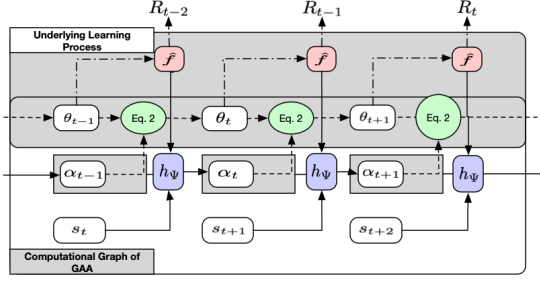 R_{t-2} R_{t-1} R_t
Underlying Learning
Process
f̂ f̂ f̂
θ_{t-1} Eq. 2 θ_t Eq. 2 θ_{t+1} Eq. 2
α_{t-1} h_Ψ α_t h_Ψ α_{t+1} h_Ψ
s_t s_{t+1} s_{t+2}
Computational Graph of
GAA